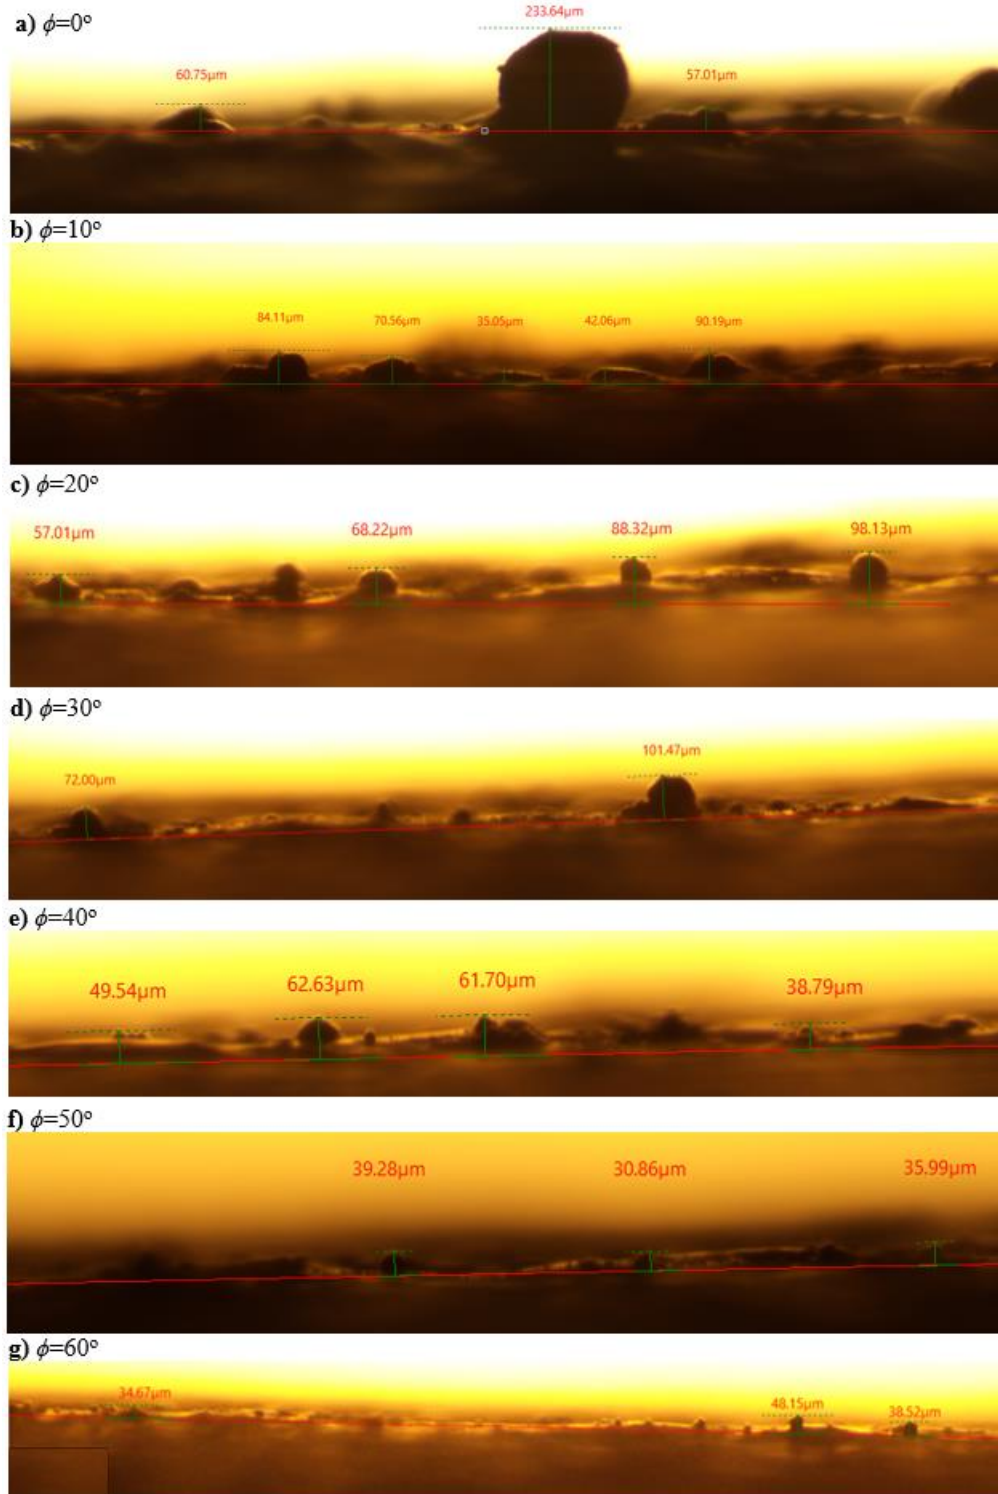 a) ϕ=0°
233.64µm
60.75µm
57.01µm
b) ϕ=10°
84.11µm 70.56µm 35.05µm 42.06µm 90.19µm
c) ϕ=20°
57.01µm 68.22µm 88.32µm 98.13µm
d) ϕ=30°
101.47µm
72.00µm
e) ϕ=40°
49.54µm 62.63µm 61.70µm 38.79µm
f) ϕ=50°
39.28µm 30.86µm 35.99µm
g) ϕ=60°
34.67µm 48.15µm 38.52µm